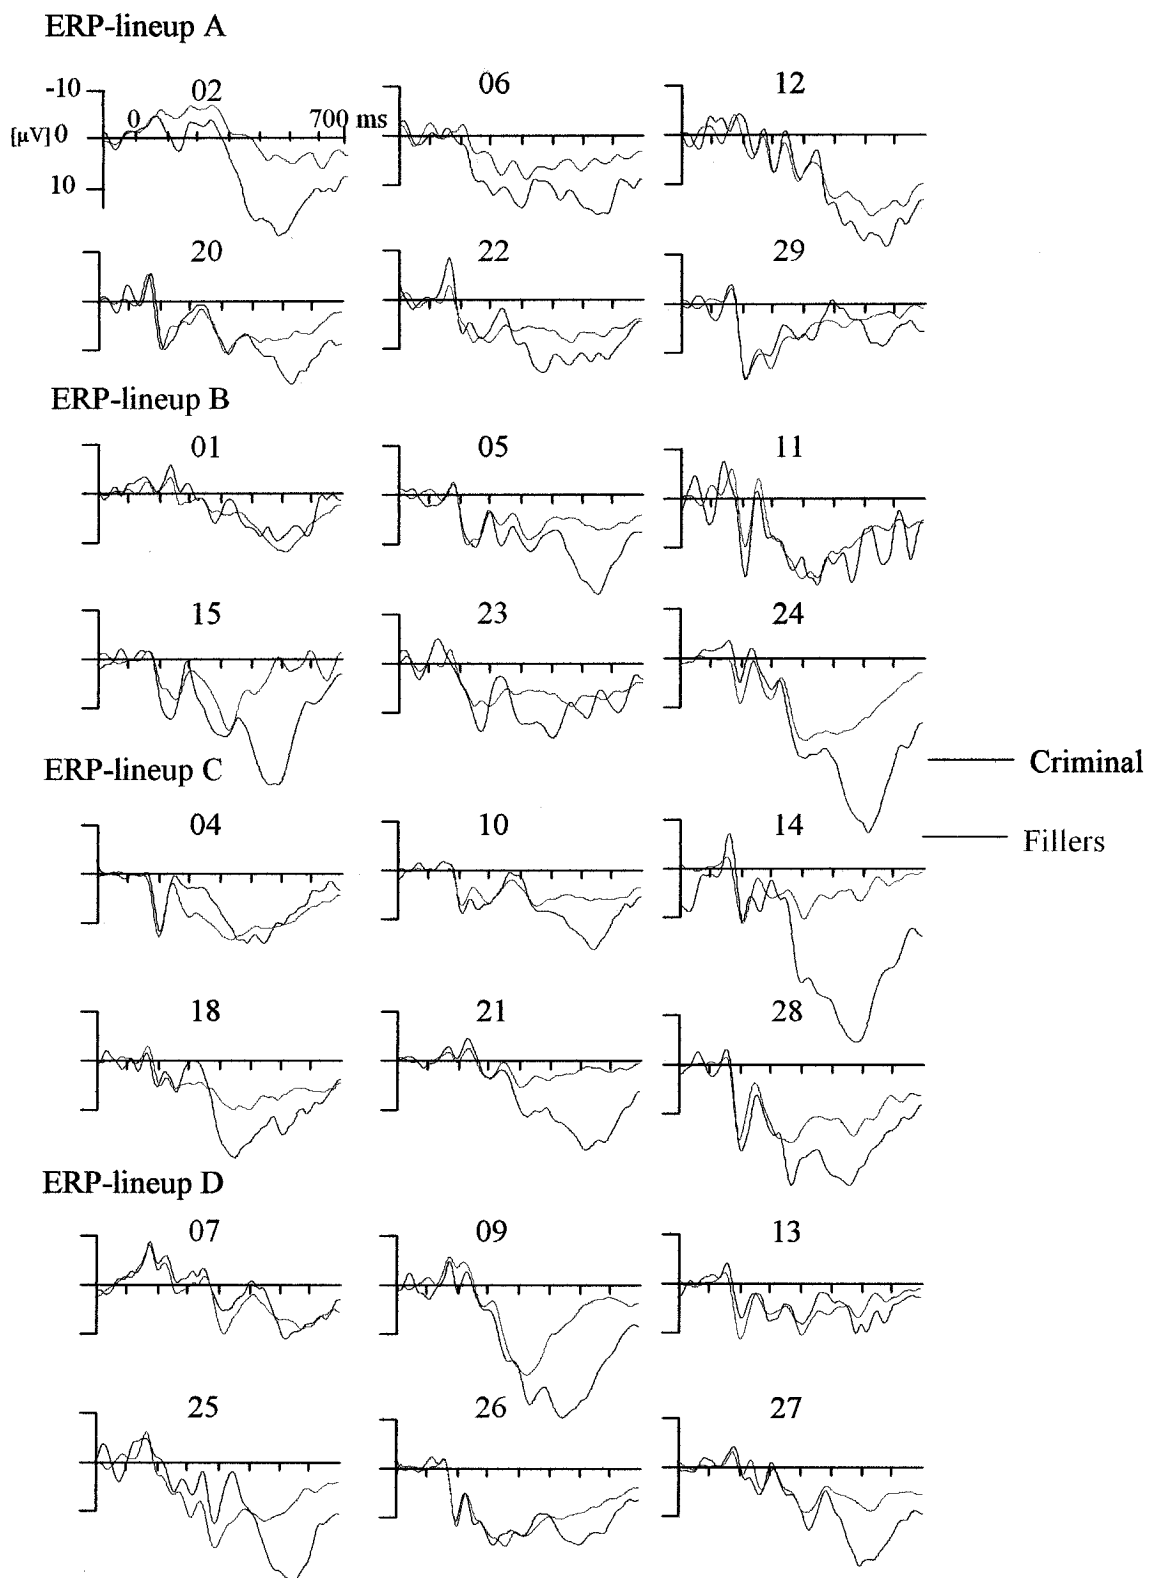 ERP-lineup A
-10 02 06 12
0 700 ms
[µV] 0
10
20 22 29
ERP-lineup B
01 05 11
15 23 24
Criminal
ERP-lineup C
04 10 14
Fillers
18 21 28
ERP-lineup D
07 09 13
25 26 27